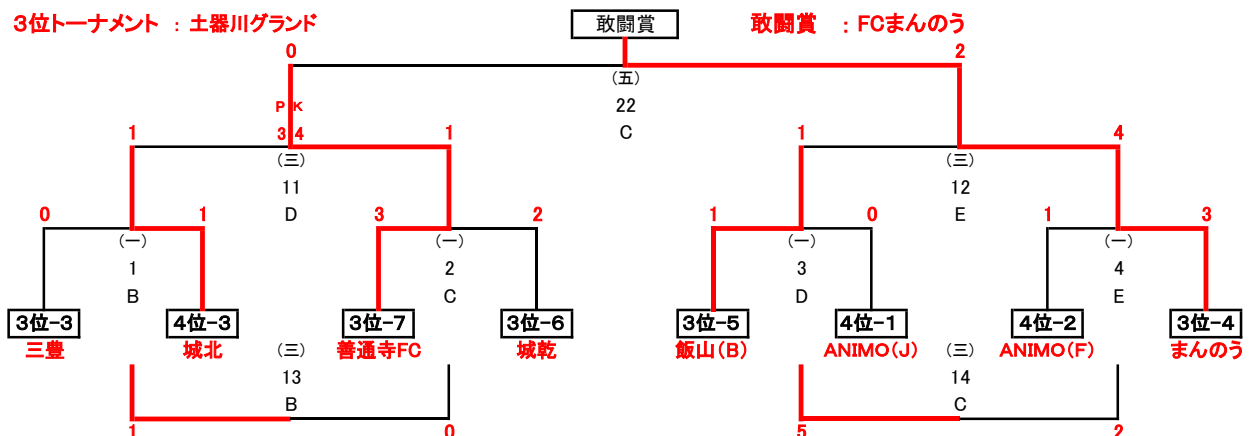 3位トーナメント ： 土器川グランド
敢闘賞
敢闘賞 ：FCまんのう
0
2
(五)
22
C
PK
1
3 4
1
1
4
(三)
11
D
(三)
12
E
0
1
3
2
1
0
1
3
(一)
1
B
(一)
2
C
(一)
3
D
(一)
4
E
3位-3
4位-3
3位-7
3位-6
3位-5
4位-1
4位-2
3位-4
三豊
城北
善通寺FC
城乾
飯山(B)
ANIMO(J)
ANIMO(F)
まんのう
(三)
13
B
(三)
14
C
1
0
5
2